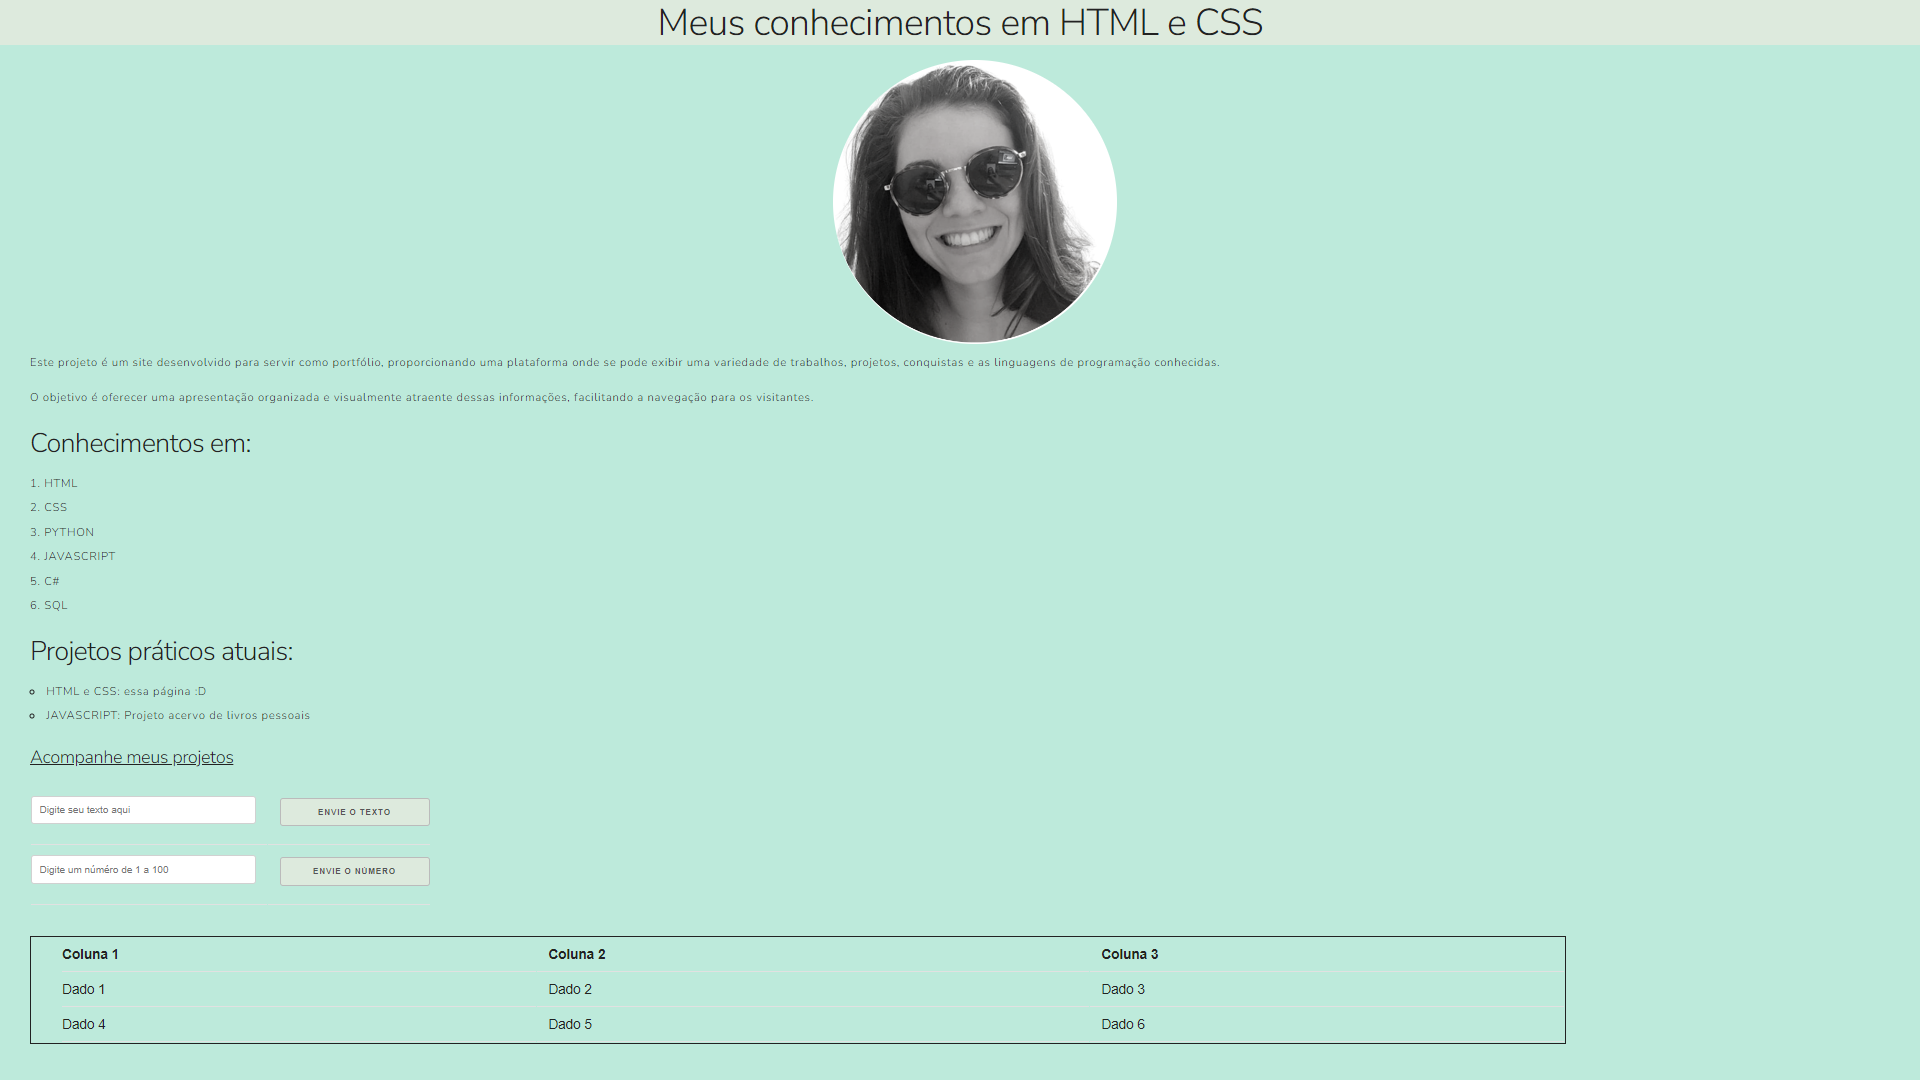 Meus conhecimentos em HTML e CSS
Este projeto é um site desenvolvido para servir como portfólio, proporcionando uma plataforma onde se pode exibir uma variedade de trabalhos, projetos, conquistas e as linguagens de programação conhecidas.
O objetivo é oferecer uma apresentação organizada e visualmente atraente dessas informações, facilitando a navegação para os visitantes.
Conhecimentos em:
1. HTML
2. CSS
3. PYTHON
4. JAVASCRIPT
5. C#
6. SQL
Projetos práticos atuais:
HTML e CSS: essa página :D
JAVASCRIPT: Projeto acervo de livros pessoais
Acompanhe meus projetos
Digite seu texto aqui ENVIE O TEXTO
Digite um número de 1 a 100 ENVIE O NÚMERO
Coluna 1 Coluna 2 Coluna 3
Dado 1 Dado 2 Dado 3
Dado 4 Dado 5 Dado 6